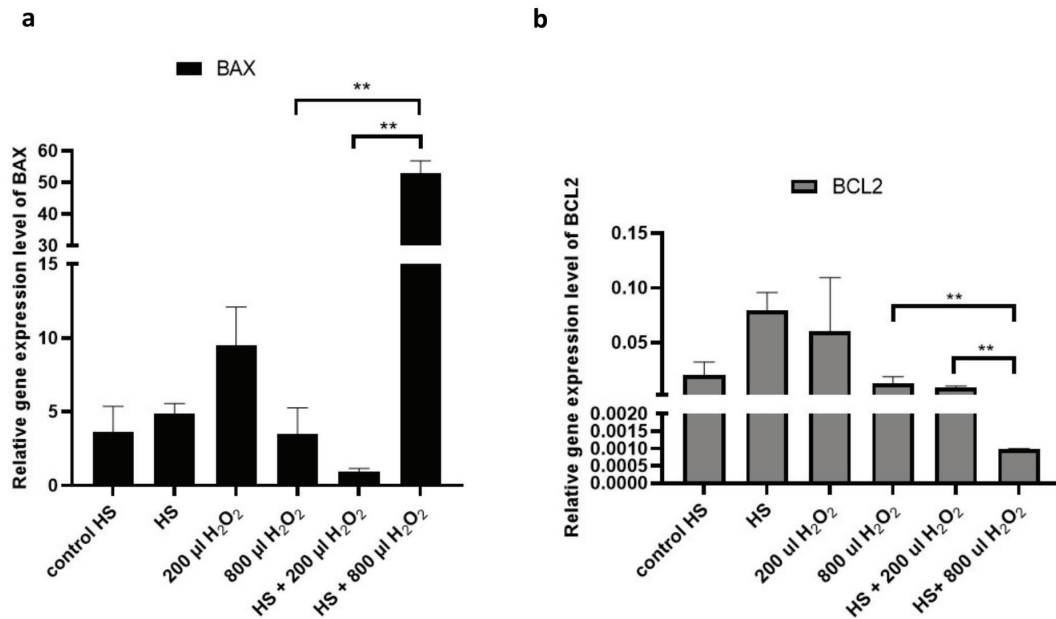 a
BAX
**
**
Relative gene expression level of BAX
60
50
40
30
15
10
5
0
control HS
HS
200 µl H₂O₂
800 µl H₂O₂
HS + 200 µl H₂O₂
HS + 800 µl H₂O₂
b
BCL2
**
**
Relative gene expression level of BCL2
0.15
0.10
0.05
0.0020
0.0015
0.0010
0.0005
0.0000
control HS
HS
200 ul H₂O₂
800 ul H₂O₂
HS + 200 ul H₂O₂
HS+ 800 ul H₂O₂